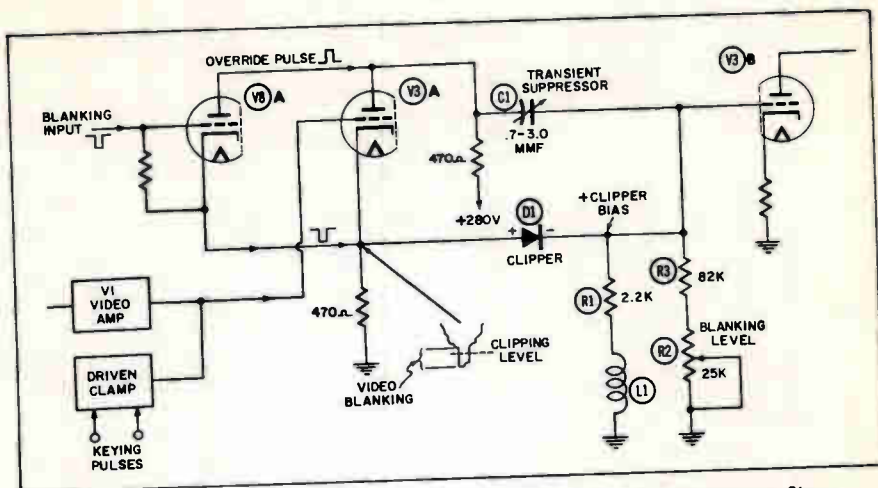 OVERRIDE PULSE
V8 A
V3 A
C1
TRANSIENT
SUPPRESSOR
.7-3.0
MMF
V3 B
BLANKING
INPUT
470Ω
+280V
+CLIPPER
BIAS
D1
+
-
CLIPPER
R1
2.2K
R3
82K
V1
VIDEO
AMP
470Ω
CLIPPING
LEVEL
VIDEO
BLANKING
BLANKING
LEVEL
R2
25K
L1
DRIVEN
CLAMP
KEYING
PULSES